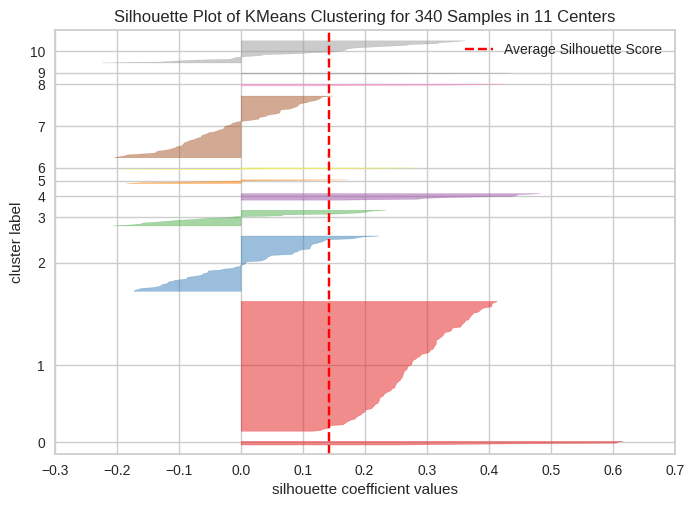 Silhouette Plot of KMeans Clustering for 340 Samples in 11 Centers
Average Silhouette Score
cluster label
10
9
8
7
6
5
4
3
2
1
0
−0.3 −0.2 −0.1 0.0 0.1 0.2 0.3 0.4 0.5 0.6 0.7
silhouette coefficient values